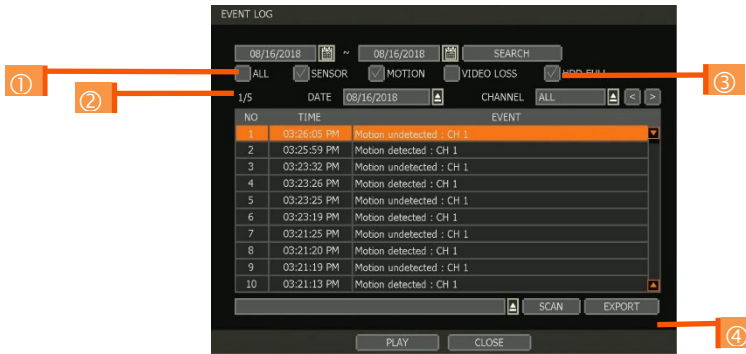 EVENT LOG
08/16/2018 ~ 08/16/2018 SEARCH
ALL SENSOR MOTION VIDEO LOSS HDD FULL
① ② ③
1/5 DATE 08/16/2018 CHANNEL ALL < >
NO TIME EVENT
1 03:26:05 PM Motion undetected : CH 1
2 03:25:59 PM Motion detected : CH 1
3 03:23:32 PM Motion undetected : CH 1
4 03:23:26 PM Motion detected : CH 1
5 03:23:25 PM Motion undetected : CH 1
6 03:23:19 PM Motion detected : CH 1
7 03:21:25 PM Motion undetected : CH 1
8 03:21:20 PM Motion detected : CH 1
9 03:21:19 PM Motion undetected : CH 1
10 03:21:13 PM Motion detected : CH 1
SCAN EXPORT
④
PLAY CLOSE